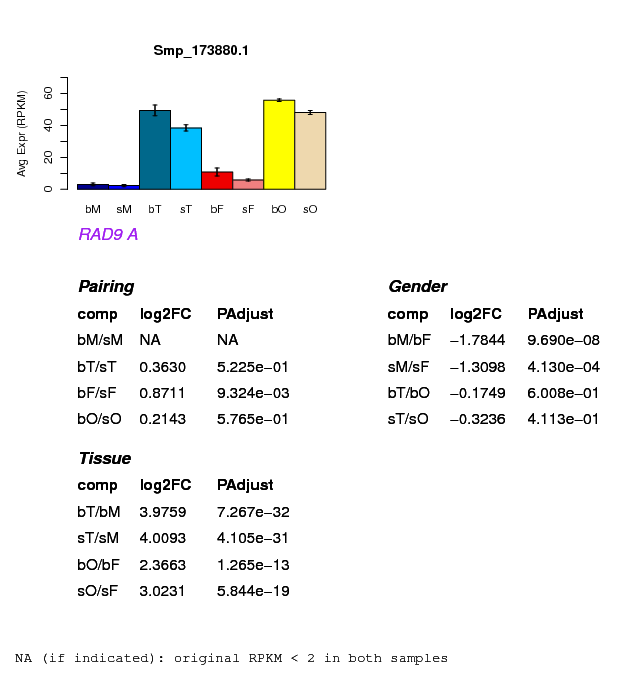 Smp_173880.1
Avg Expr (RPKM)
0 20 40 60
bM sM bT sT bF sF bO sO
RAD9 A
Pairing
comp log2FC PAdjust
bM/sM NA NA
bT/sT 0.3630 5.225e−01
bF/sF 0.8711 9.324e−03
bO/sO 0.2143 5.765e−01
Gender
comp log2FC PAdjust
bM/bF −1.7844 9.690e−08
sM/sF −1.3098 4.130e−04
bT/bO −0.1749 6.008e−01
sT/sO −0.3236 4.113e−01
Tissue
comp log2FC PAdjust
bT/bM 3.9759 7.267e−32
sT/sM 4.0093 4.105e−31
bO/bF 2.3663 1.265e−13
sO/sF 3.0231 5.844e−19
NA (if indicated): original RPKM < 2 in both samples